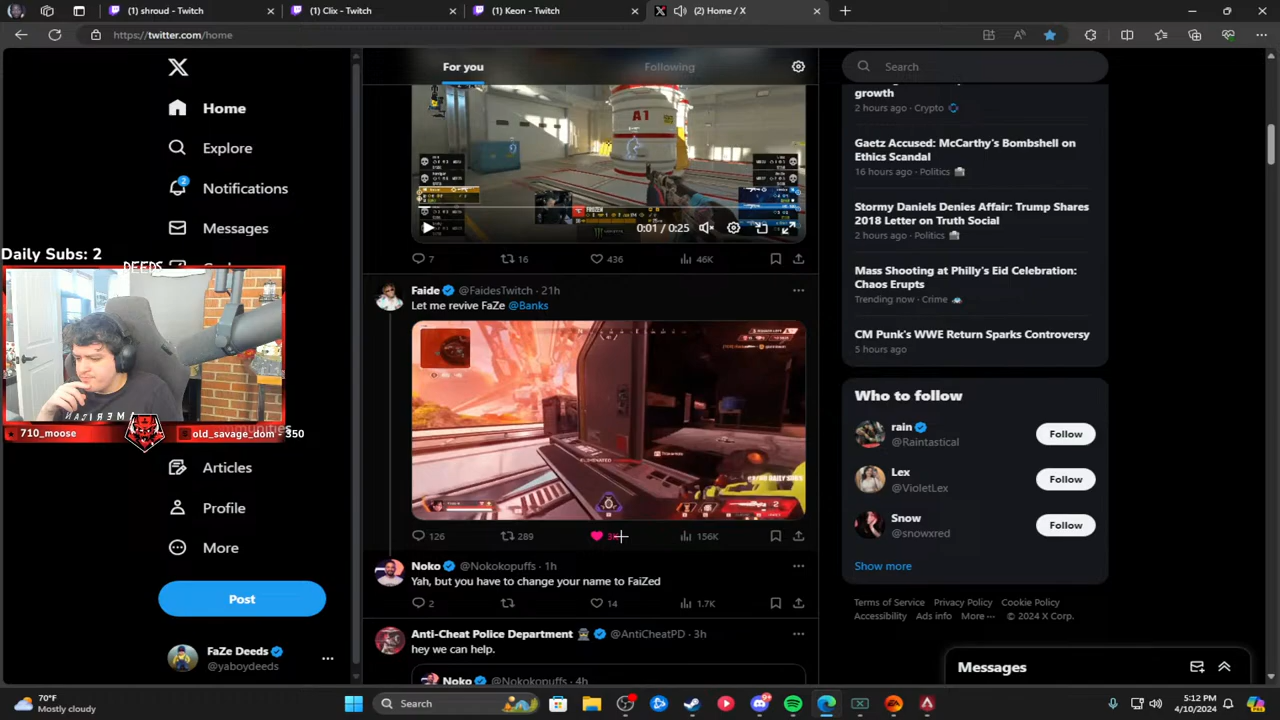 (1) shroud - Twitch
(1) Clix - Twitch
(1) Keon - Twitch
(2) Home / X
https://twitter.com/home
Home
Explore
2
Notifications
Messages
Articles
Profile
More
Post
FaZe Deeds
@yaboydeeds
Daily Subs: 2
DEEDS
710_moose
old_savage_dom - 350
For you
Following
A1
0:01 / 0:25
7
16
436
46K
Faide @FaidesTwitch · 21h
Let me revive FaZe @Banks
126
289
156K
Noko @Nokokopuffs · 1h
Yah, but you have to change your name to FaiZed
2
14
1.7K
Anti-Cheat Police Department @AntiCheatPD · 3h
hey we can help.
Noko @Nokokopuffs · 4h
Search
growth
2 hours ago · Crypto
Gaetz Accused: McCarthy's Bombshell on
Ethics Scandal
16 hours ago · Politics
Stormy Daniels Denies Affair: Trump Shares
2018 Letter on Truth Social
2 hours ago · Politics
Mass Shooting at Philly's Eid Celebration:
Chaos Erupts
Trending now · Crime
CM Punk's WWE Return Sparks Controversy
5 hours ago
Who to follow
rain
@Raintastical
Follow
Lex
@VioletLex
Follow
Snow
@snowxred
Follow
Show more
Terms of Service Privacy Policy Cookie Policy
Accessibility Ads info More ··· © 2024 X Corp.
Messages
70°F
Mostly cloudy
Search
5:12 PM
4/10/2024